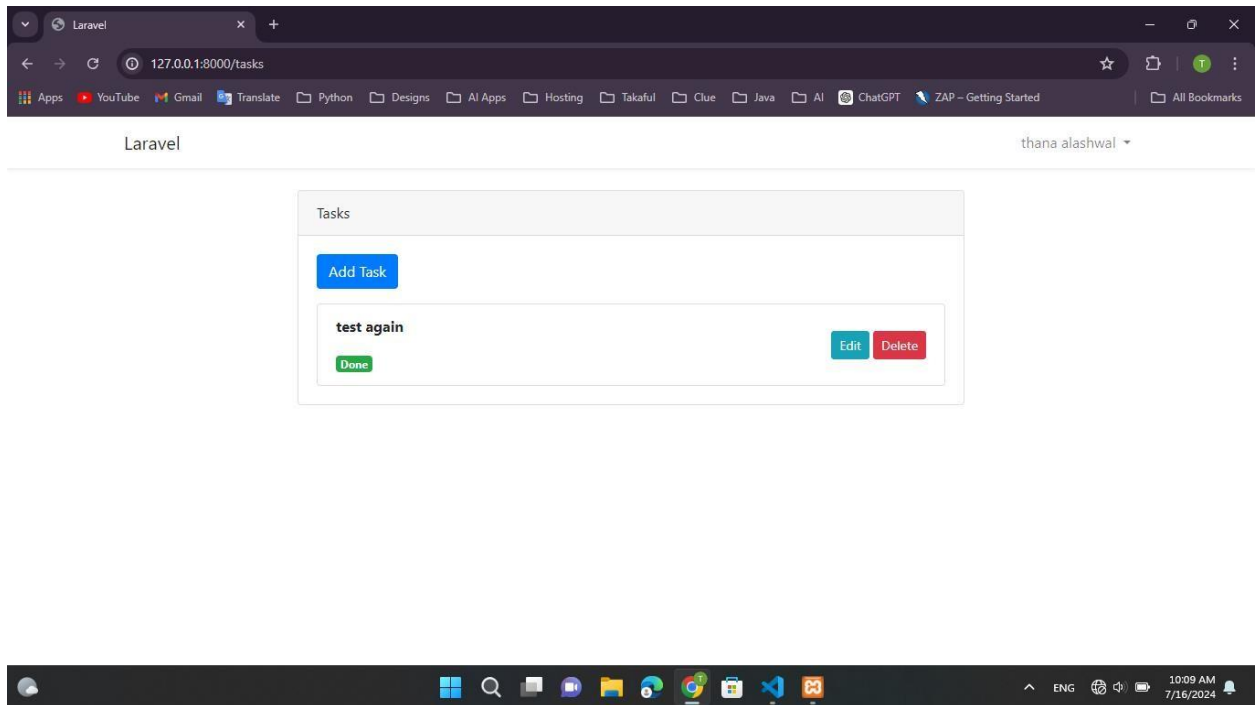 Laravel
127.0.0.1:8000/tasks
T
Apps YouTube Gmail Translate Python Designs AI Apps Hosting Takaful Clue Java AI ChatGPT ZAP – Getting Started All Bookmarks
Laravel thana alashwal
Tasks
Add Task
test again
Edit Delete
Done
ENG 10:09 AM
7/16/2024